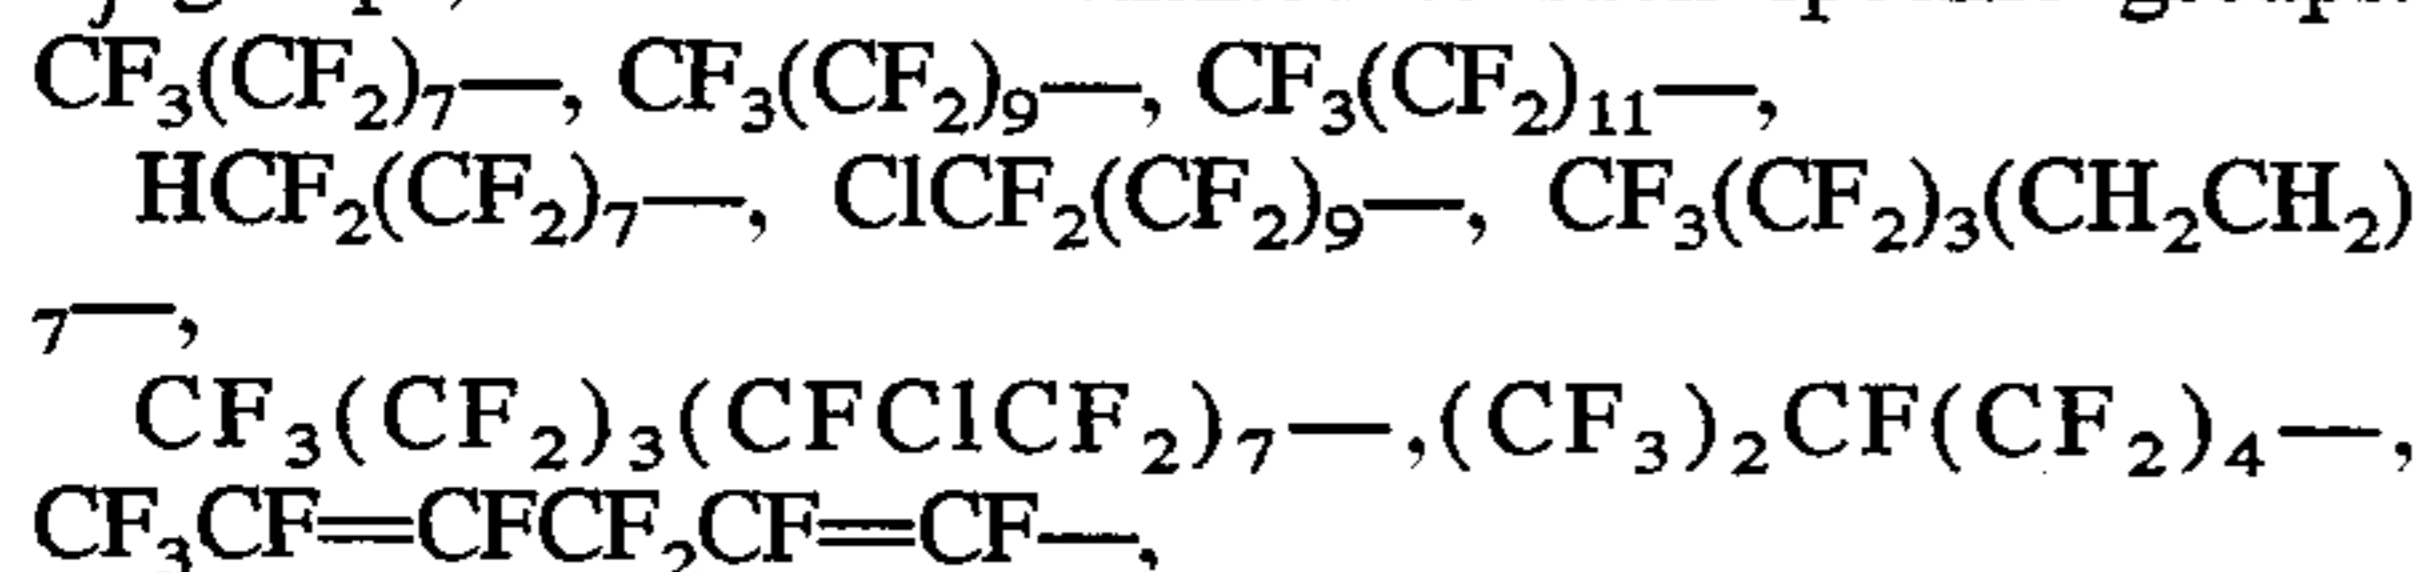 CF₃(CF₂)₇—, CF₃(CF₂)₉—, CF₃(CF₂)₁₁—,
HCF₂(CF₂)₇—, ClCF₂(CF₂)₉—, CF₃(CF₂)₃(CH₂CH₂)
₇—,
CF₃(CF₂)₃(CFClCF₂)₇—,(CF₃)₂CF(CF₂)₄—,
CF₃CF=CFCF₂CF=CF—,